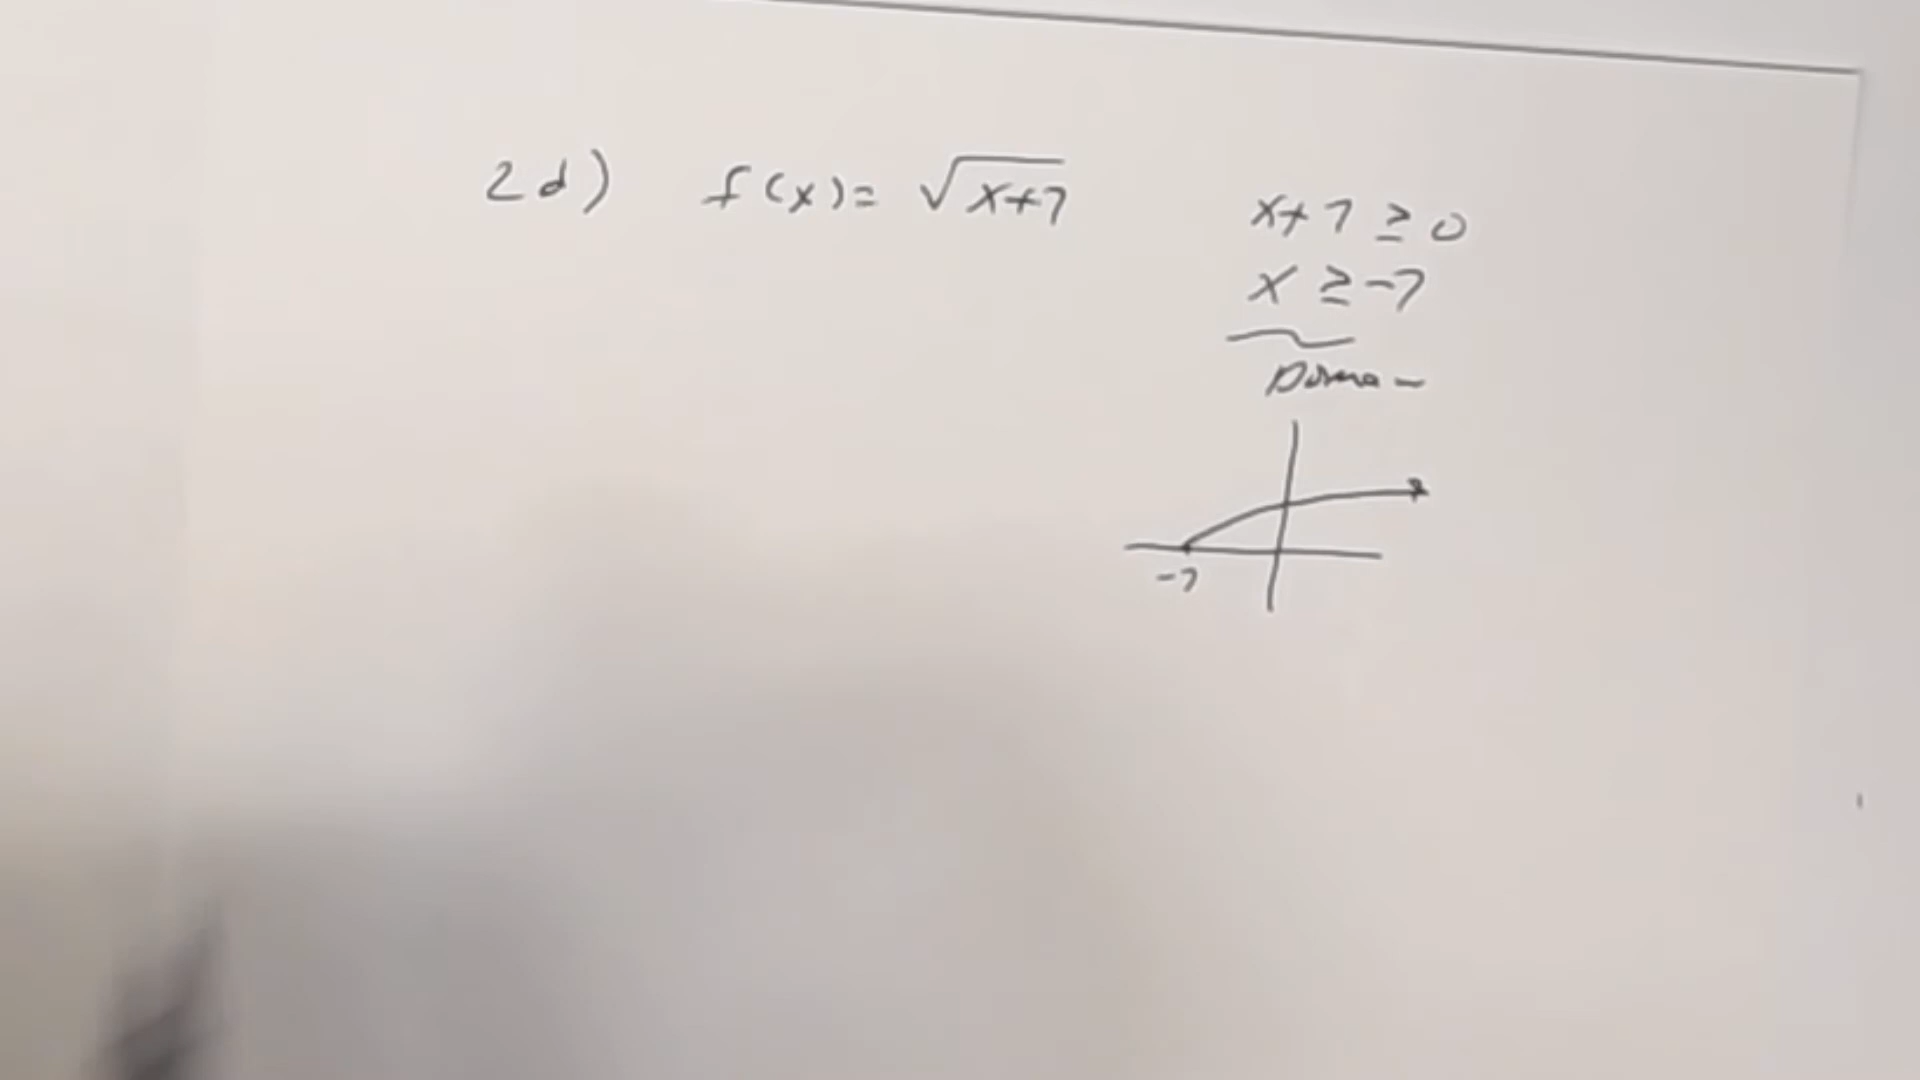 2d) f(x)= √x+7
x+7 ≥ 0
x ≥ -7
-7